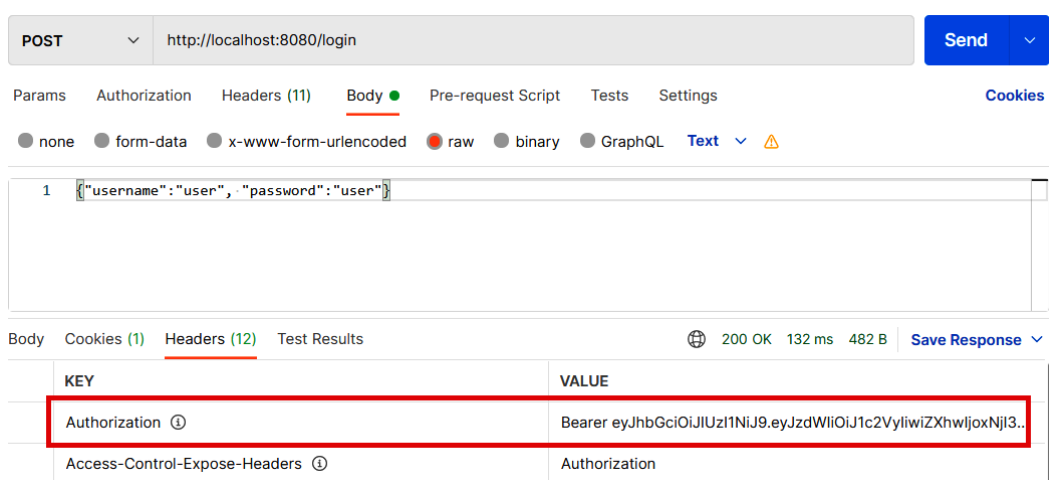 POST http://localhost:8080/login Send
Params Authorization Headers (11) Body Pre-request Script Tests Settings Cookies
none form-data x-www-form-urlencoded raw binary GraphQL Text
1 {"username":"user", "password":"user"}
Body Cookies (1) Headers (12) Test Results 200 OK 132 ms 482 B Save Response
KEY VALUE
Authorization Bearer eyJhbGciOiJIUzI1NiJ9.eyJzdWIiOiJ1c2VyIiwiZXhwIjoxNjI3...
Access-Control-Expose-Headers Authorization